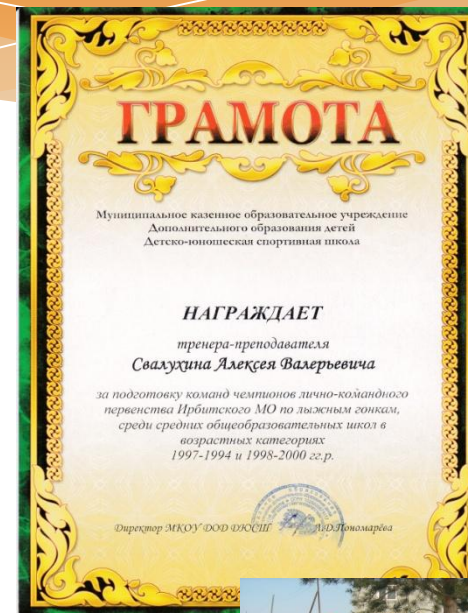 ГРАМОТА
Муниципальное казенное образовательное учреждение
Дополнительного образования детей
Детско-юношеская спортивная школа
НАГРАЖДАЕТ
тренера-преподавателя
Свалухина Алексея Валерьевича
за подготовку команд чемпионов лично-командного
первенства Ирбитского МО по лыжным гонкам,
среди средних общеобразовательных школ в
возрастных категориях
1997-1994 и 1998-2000 гг.р.
Директор МКОУ ДОД ДЮСШ Пономарёва